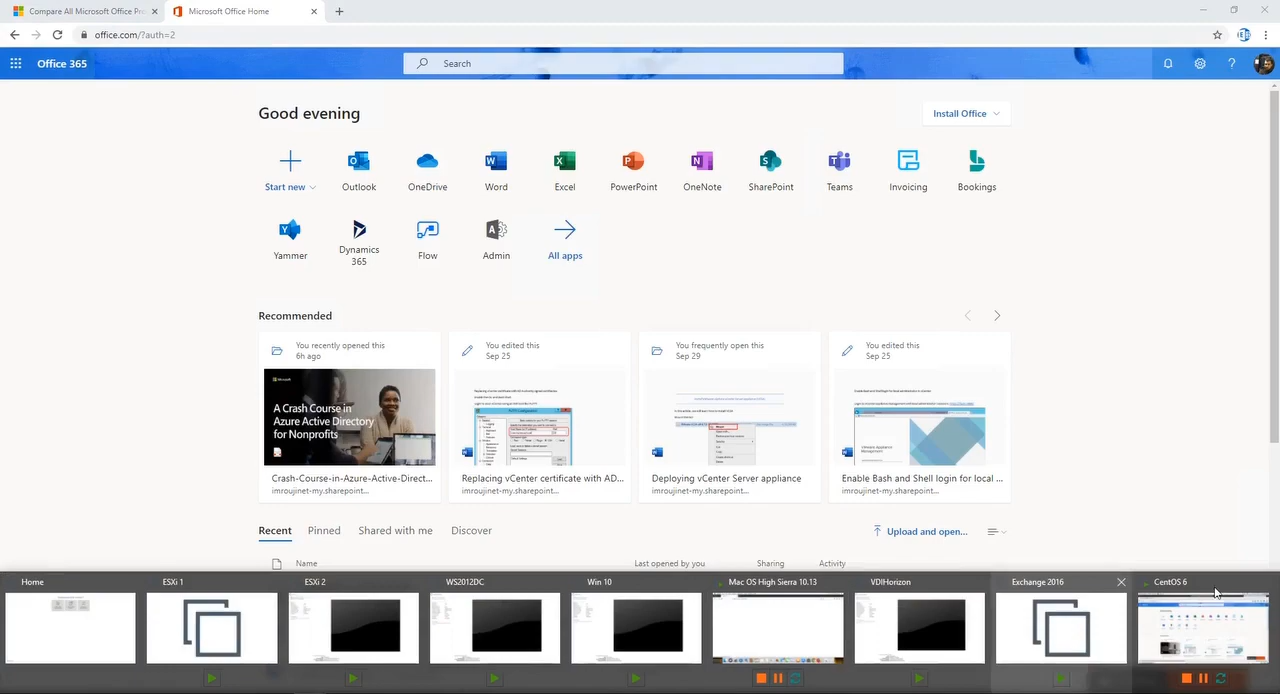 Compare All Microsoft Office Pro
Microsoft Office Home
office.com/?auth=2
Office 365
Search
Good evening
Install Office
Start new
Outlook
OneDrive
Word
Excel
PowerPoint
OneNote
SharePoint
Teams
Invoicing
Bookings
Yammer
Dynamics
365
Flow
Admin
All apps
Recommended
You recently opened this
6h ago
You edited this
Sep 25
You frequently open this
Sep 29
You edited this
Sep 25
Microsoft
A Crash Course in
Azure Active Directory
for Nonprofits
Crash-Course-in-Azure-Active-Direct...
imroujinet-my.sharepoint...
Replacing vCenter certificate with AD...
imroujinet-my.sharepoint...
Deploying vCenter Server appliance
imroujinet-my.sharepoint...
Enable Bash and Shell login for local ...
imroujinet-my.sharepoint...
Recent
Pinned
Shared with me
Discover
Upload and open...
Name
Last opened by you
Sharing
Activity
Home
ESXi 1
ESXi 2
WS2012DC
Win 10
Mac OS High Sierra 10.13
VDIHorizon
Exchange 2016
CentOS 6